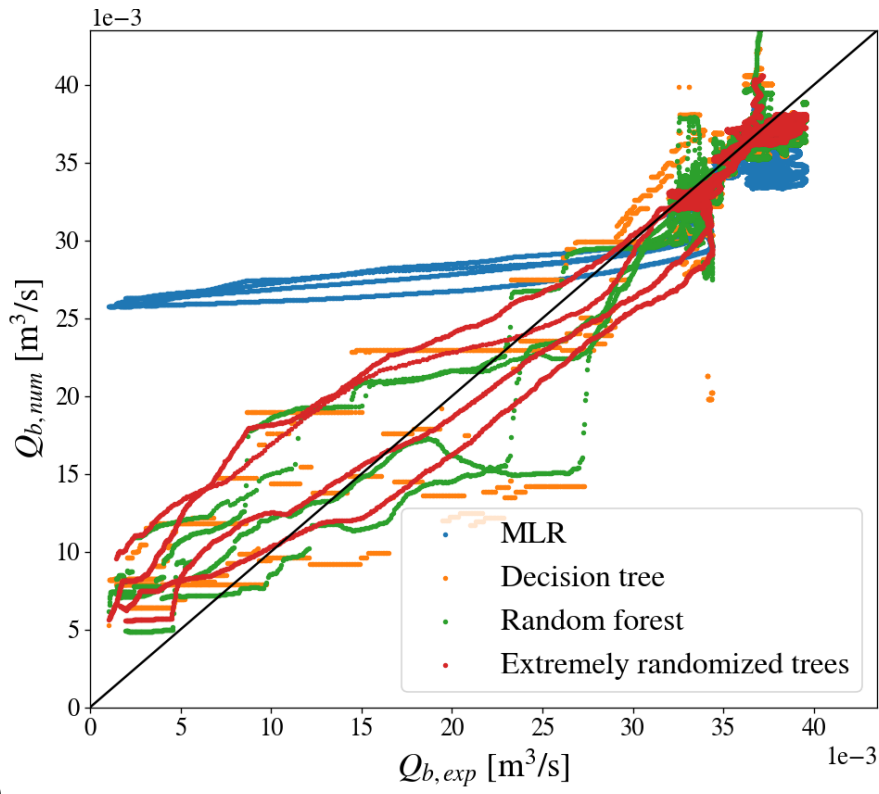 1e−3
40
35
30
25
20
15
10
5
0
Q_{b,num} [m³/s]
MLR
Decision tree
Random forest
Extremely randomized trees
0 5 10 15 20 25 30 35 40
1e−3
Q_{b,exp} [m³/s]